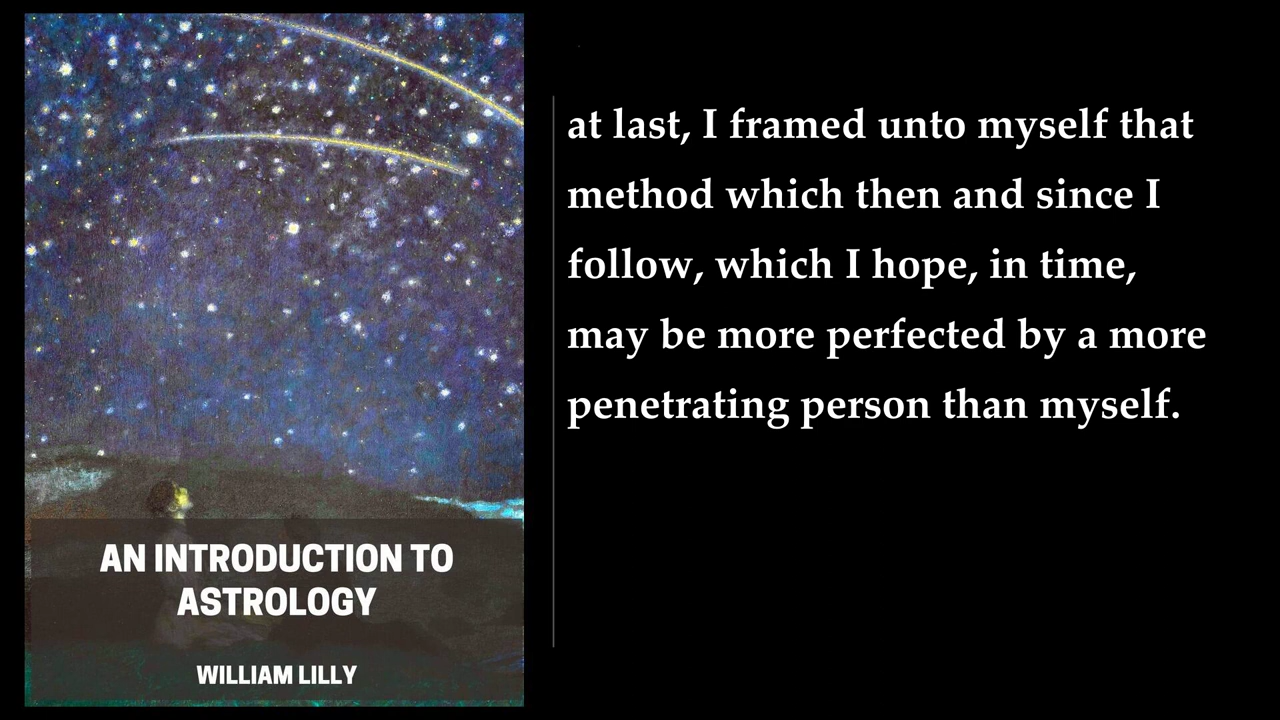 at last, I framed unto myself that
method which then and since I
follow, which I hope, in time,
may be more perfected by a more
penetrating person than myself.
AN INTRODUCTION TO
ASTROLOGY
WILLIAM LILLY